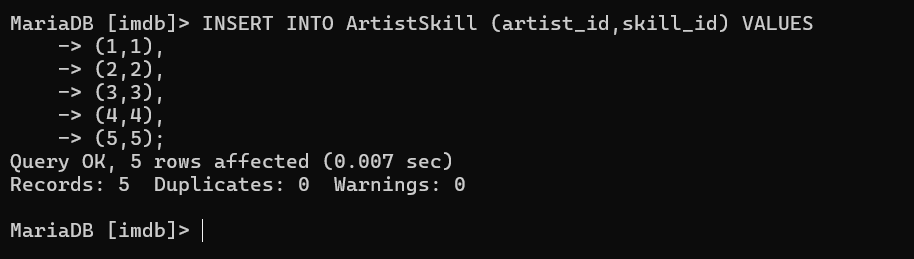 MariaDB [imdb]> INSERT INTO ArtistSkill (artist_id,skill_id) VALUES
    -> (1,1),
    -> (2,2),
    -> (3,3),
    -> (4,4),
    -> (5,5);
Query OK, 5 rows affected (0.007 sec)
Records: 5  Duplicates: 0  Warnings: 0
MariaDB [imdb]>